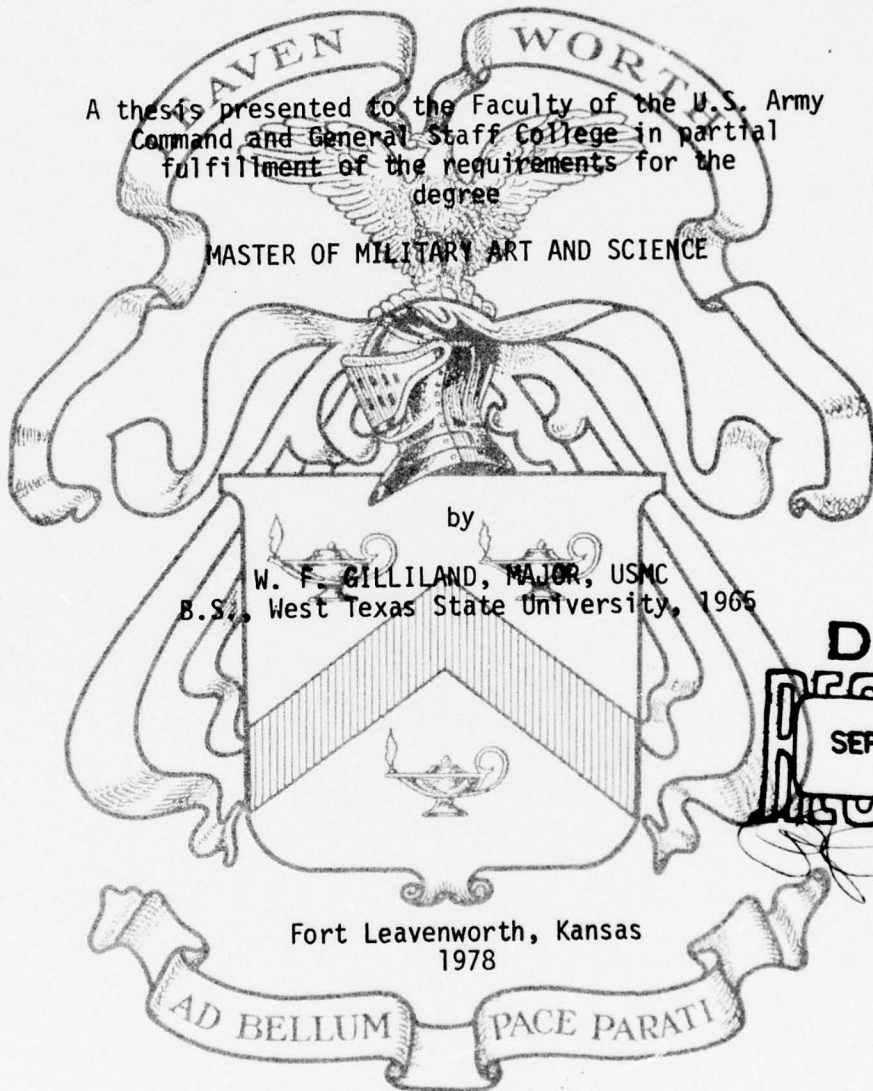 LEAVEN WORTH
A thesis presented to the Faculty of the U.S. Army
Command and General Staff College in partial
fulfillment of the requirements for the
degree
MASTER OF MILITARY ART AND SCIENCE
by
W. F. GILLILAND, MAJOR, USMC
B.S., West Texas State University, 1965
D
SEP
Fort Leavenworth, Kansas
1978
AD BELLUM PACE PARATI